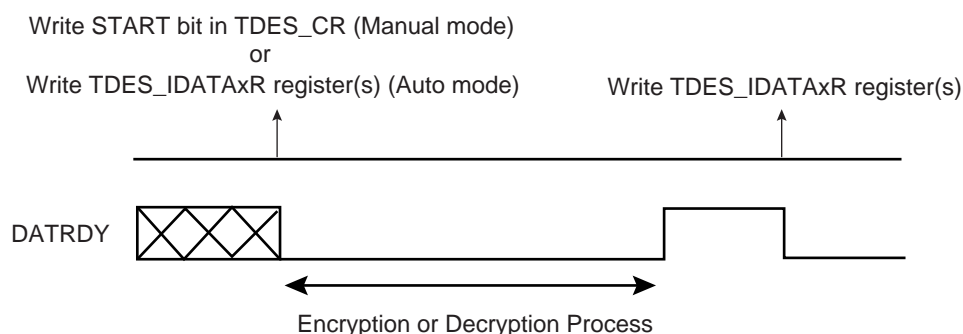 Write START bit in TDES_CR (Manual mode)
or
Write TDES_IDATAxR register(s) (Auto mode)
Write TDES_IDATAxR register(s)
DATRDY
Encryption or Decryption Process